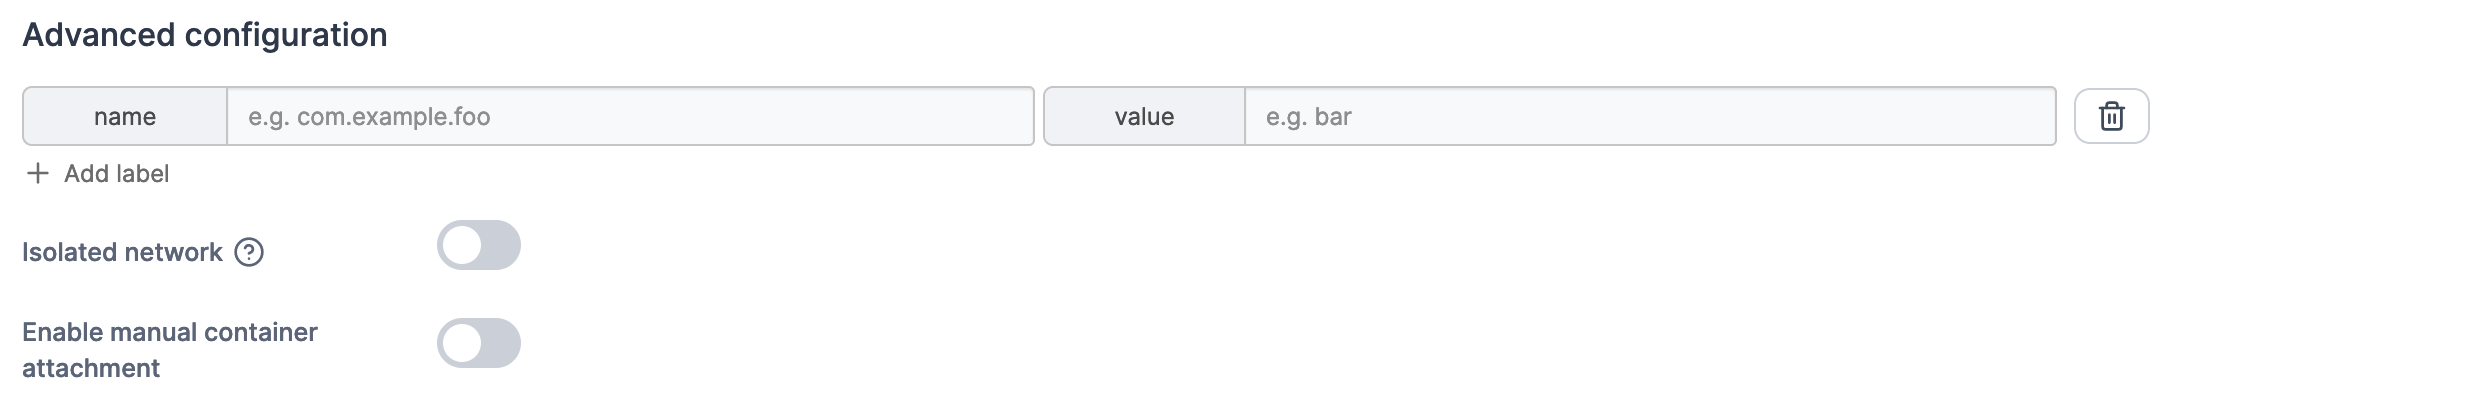 Advanced configuration
name e.g. com.example.foo value e.g. bar
+ Add label
Isolated network ?
Enable manual container
attachment